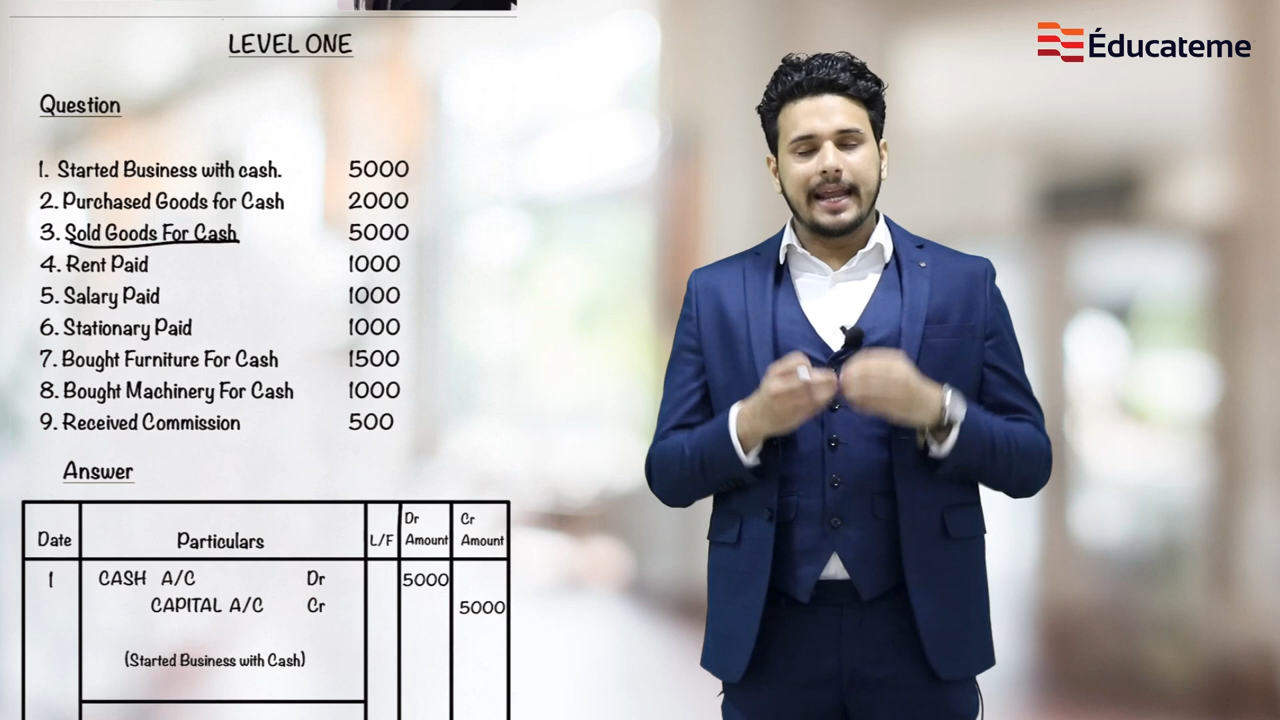 LEVEL ONE
Éducateme
Question
1. Started Business with cash. 5000
2. Purchased Goods for Cash 2000
3. Sold Goods For Cash 5000
4. Rent Paid 1000
5. Salary Paid 1000
6. Stationary Paid 1000
7. Bought Furniture For Cash 1500
8. Bought Machinery For Cash 1000
9. Received Commission 500
Answer
Date Particulars L/F Dr Amount Cr Amount
1 CASH A/C Dr 5000
CAPITAL A/C Cr 5000
(Started Business with Cash)